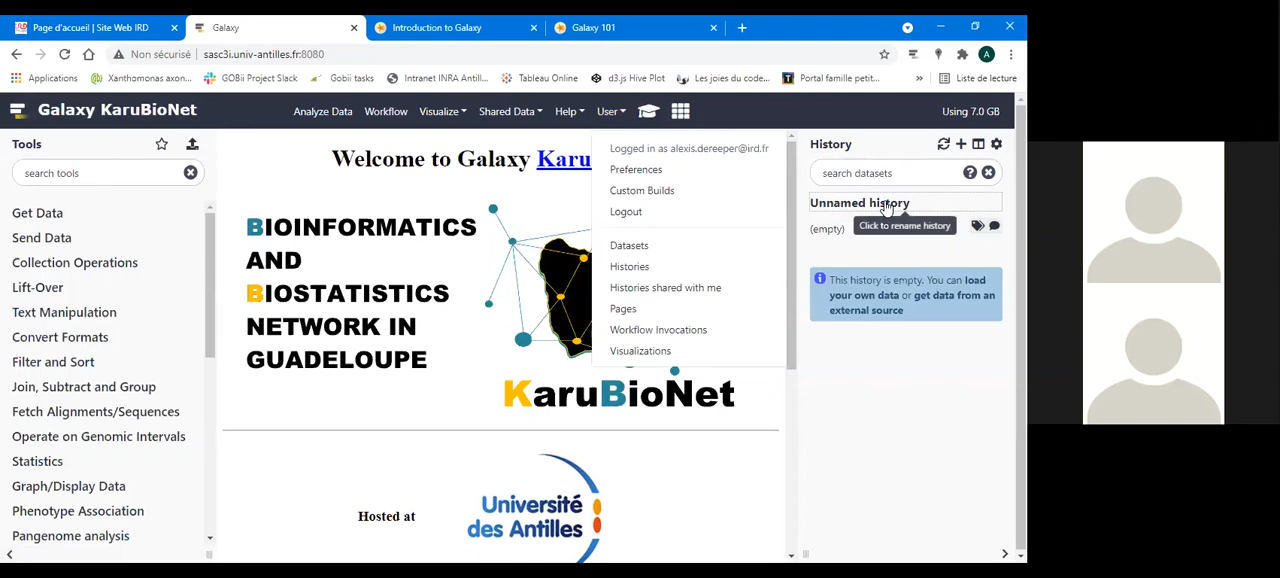 Page d'accueil | Site Web IRD
Galaxy
Introduction to Galaxy
Galaxy 101
Non sécurisé
sasc3i.univ-antilles.fr:8080
Applications
Xanthomonas axon...
GOBii Project Slack
Gobii tasks
Intranet INRA Antill...
Tableau Online
d3.js Hive Plot
Les joies du code...
Portal famille petit...
»
Liste de lecture
Galaxy KaruBioNet
Analyze Data
Workflow
Visualize
Shared Data
Help
User
Using 7.0 GB
Tools
search tools
Get Data
Send Data
Collection Operations
Lift-Over
Text Manipulation
Convert Formats
Filter and Sort
Join, Subtract and Group
Fetch Alignments/Sequences
Operate on Genomic Intervals
Statistics
Graph/Display Data
Phenotype Association
Pangenome analysis
Welcome to Galaxy Karu
BIOINFORMATICS
AND
BIOSTATISTICS
NETWORK IN
GUADELOUPE
KaruBioNet
Hosted at
Université
des Antilles
Logged in as alexis.dereeper@ird.fr
Preferences
Custom Builds
Logout
Datasets
Histories
Histories shared with me
Pages
Workflow Invocations
Visualizations
History
search datasets
Unnamed history
(empty)
Click to rename history
This history is empty. You can load
your own data or get data from an
external source